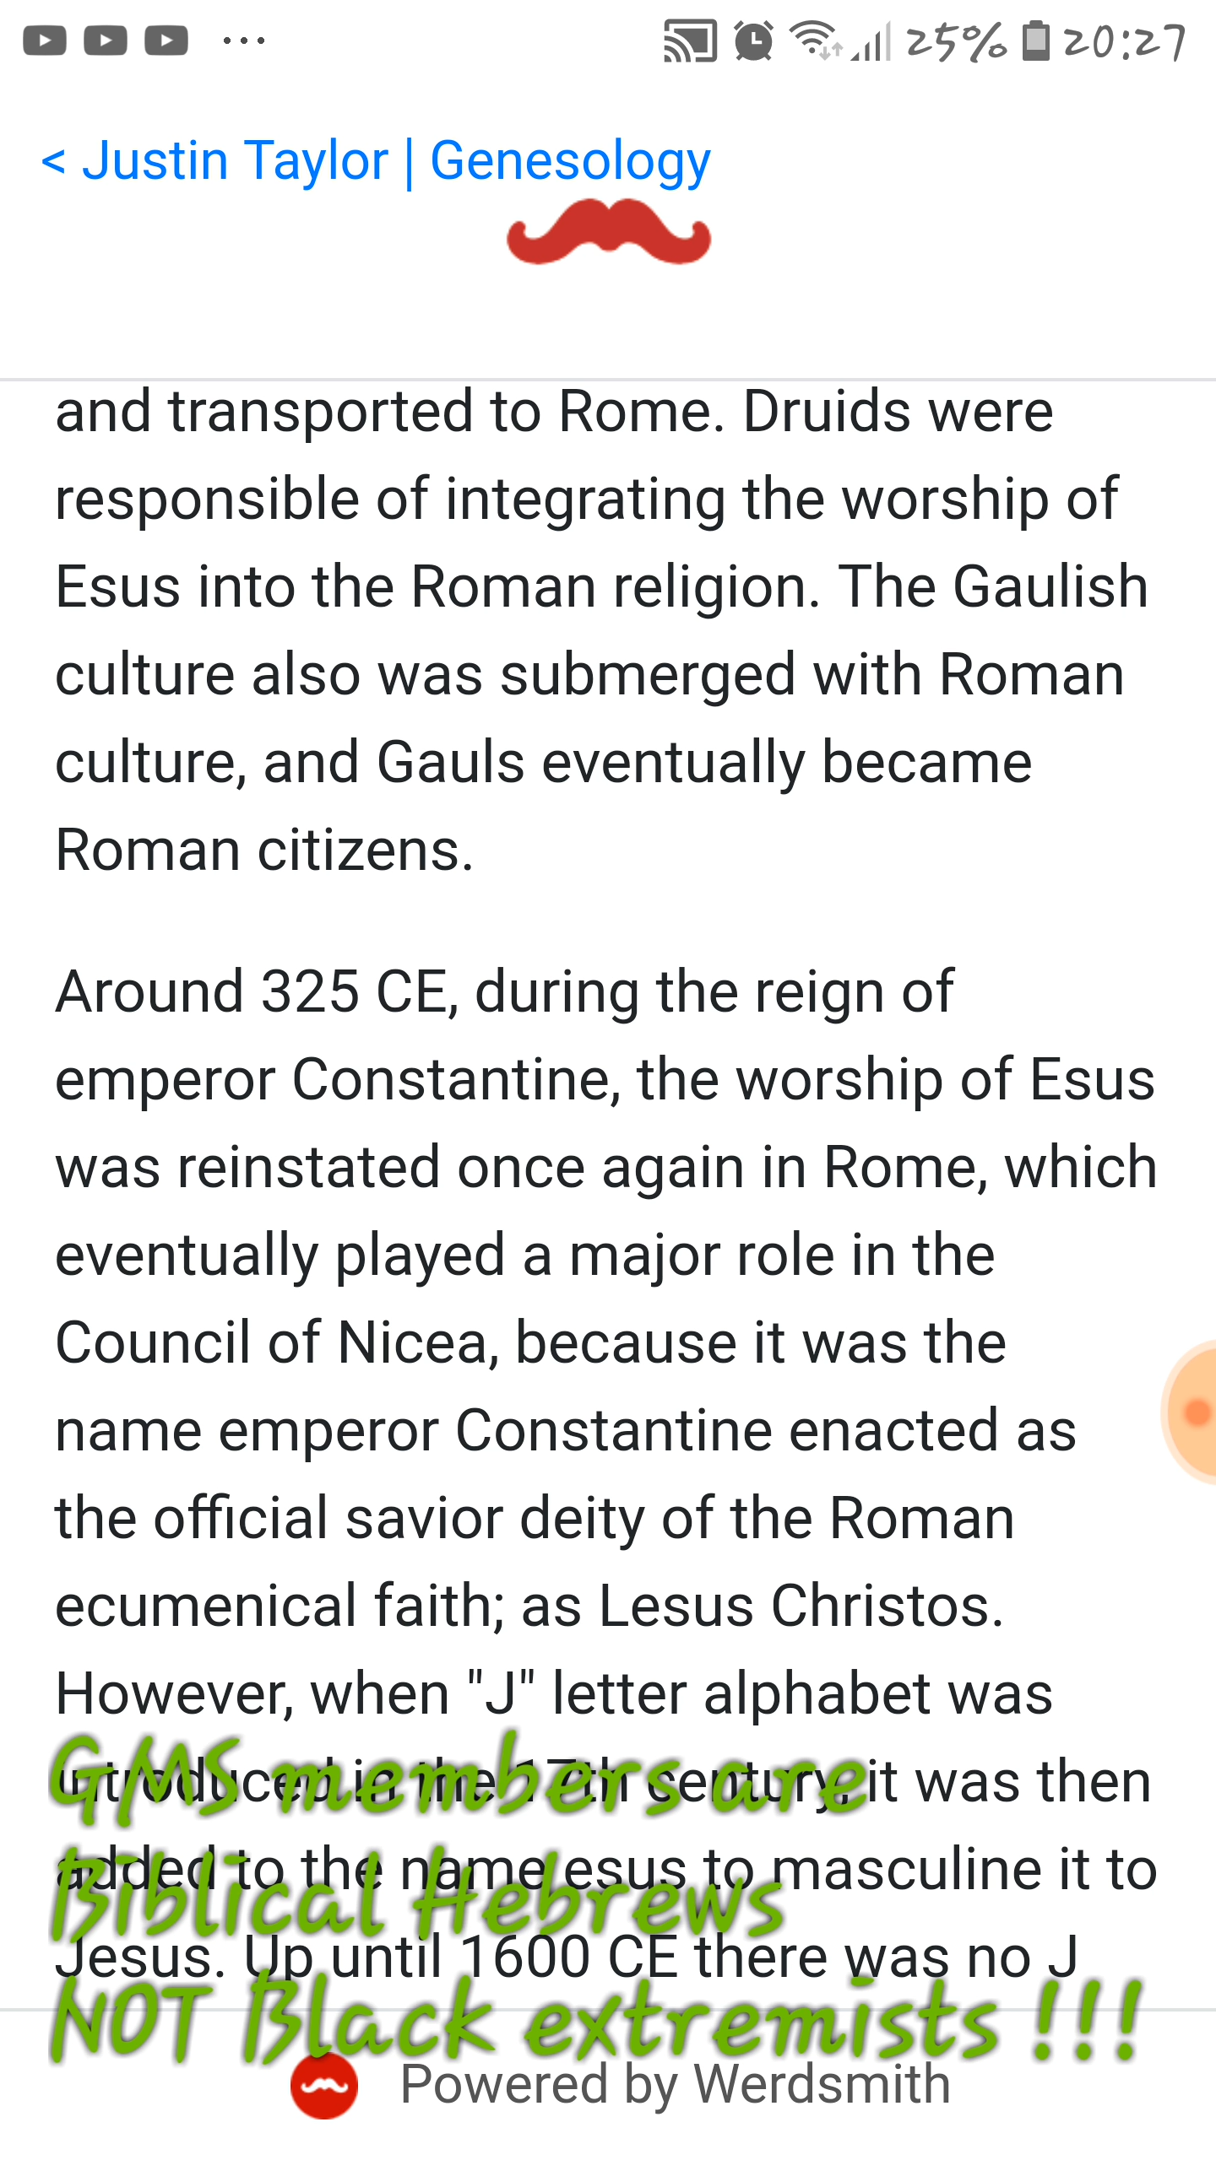 25% 20:27
< Justin Taylor | Genesology
and transported to Rome. Druids were
responsible of integrating the worship of
Esus into the Roman religion. The Gaulish
culture also was submerged with Roman
culture, and Gauls eventually became
Roman citizens.
Around 325 CE, during the reign of
emperor Constantine, the worship of Esus
was reinstated once again in Rome, which
eventually played a major role in the
Council of Nicea, because it was the
name emperor Constantine enacted as
the official savior deity of the Roman
ecumenical faith; as Lesus Christos.
However, when "J" letter alphabet was
introduced in the 17th century, it was then
GMS members are
added to the name esus to masculine it to
Biblical Hebrews
Jesus. Up until 1600 CE there was no J
NOT Black extremists !!!
Powered by Werdsmith